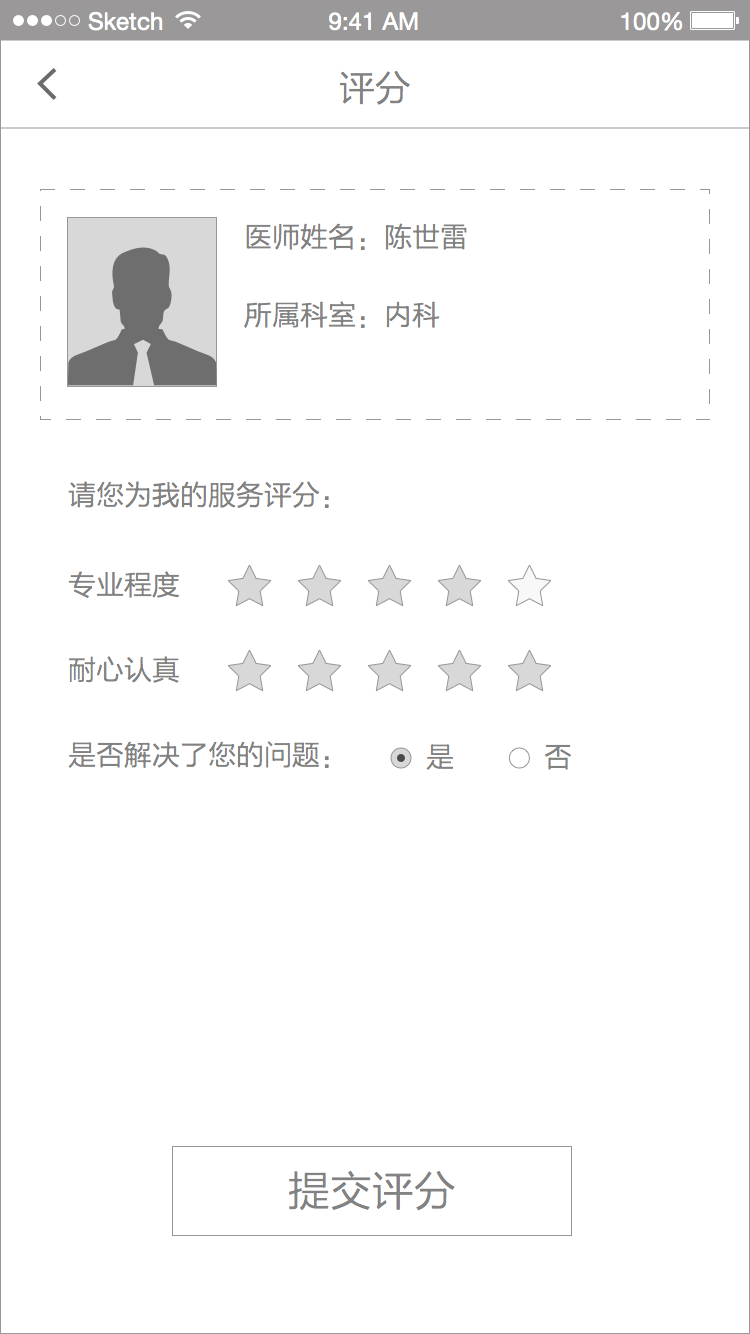 Sketch 9:41 AM 100%
评分
医师姓名：陈世雷
所属科室：内科
请您为我的服务评分：
专业程度
耐心认真
是否解决了您的问题： 是 否
提交评分